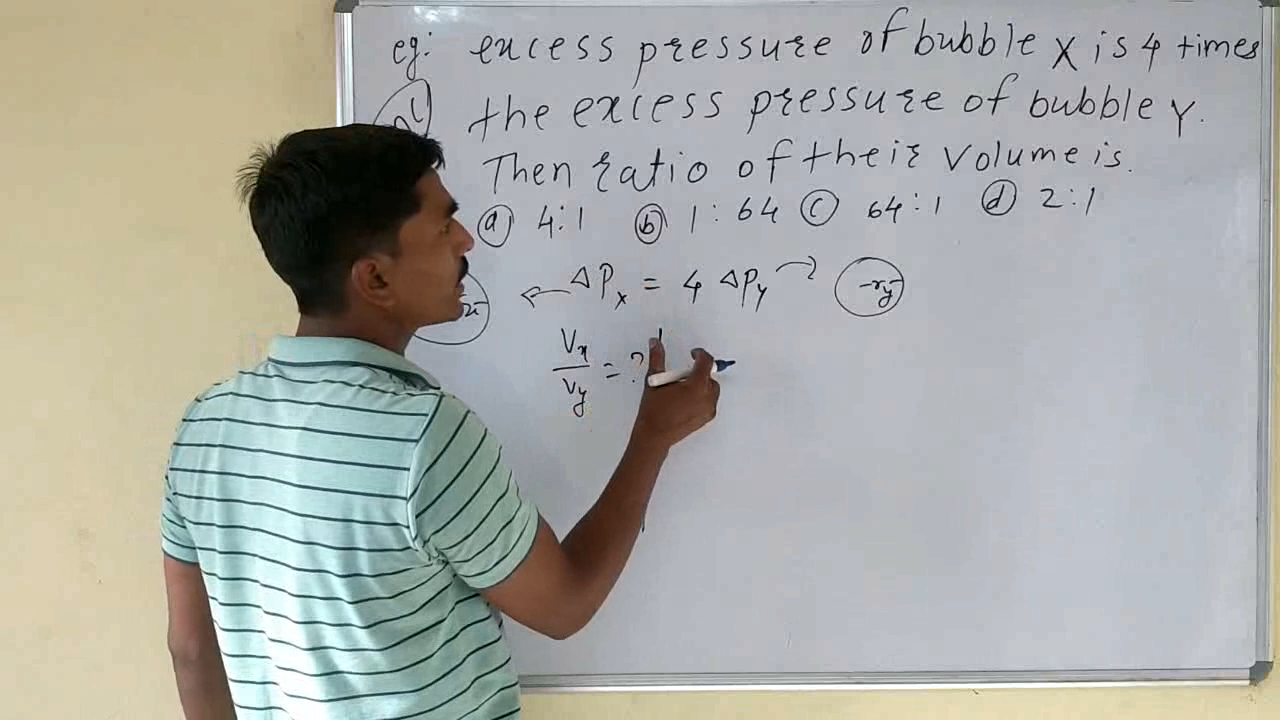 eg: excess pressure of bubble X is 4 times
the excess pressure of bubble Y.
Then ratio of their volume is.
(a) 4:1 (b) 1:64 (c) 64:1 (d) 2:1
ΔPx = 4 ΔPy → -ry-
Vx/Vy = ?